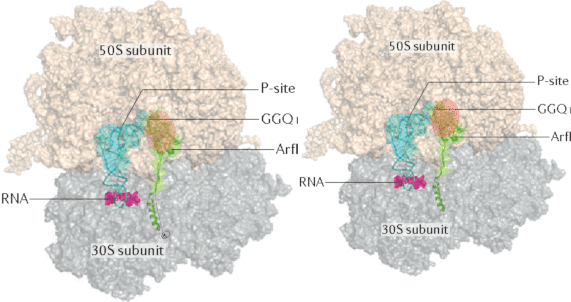 50S subunit
P-site
GGQ
ArfI
RNA
30S subunit
50S subunit
P-site
GGQ
ArfI
RNA
30S subunit